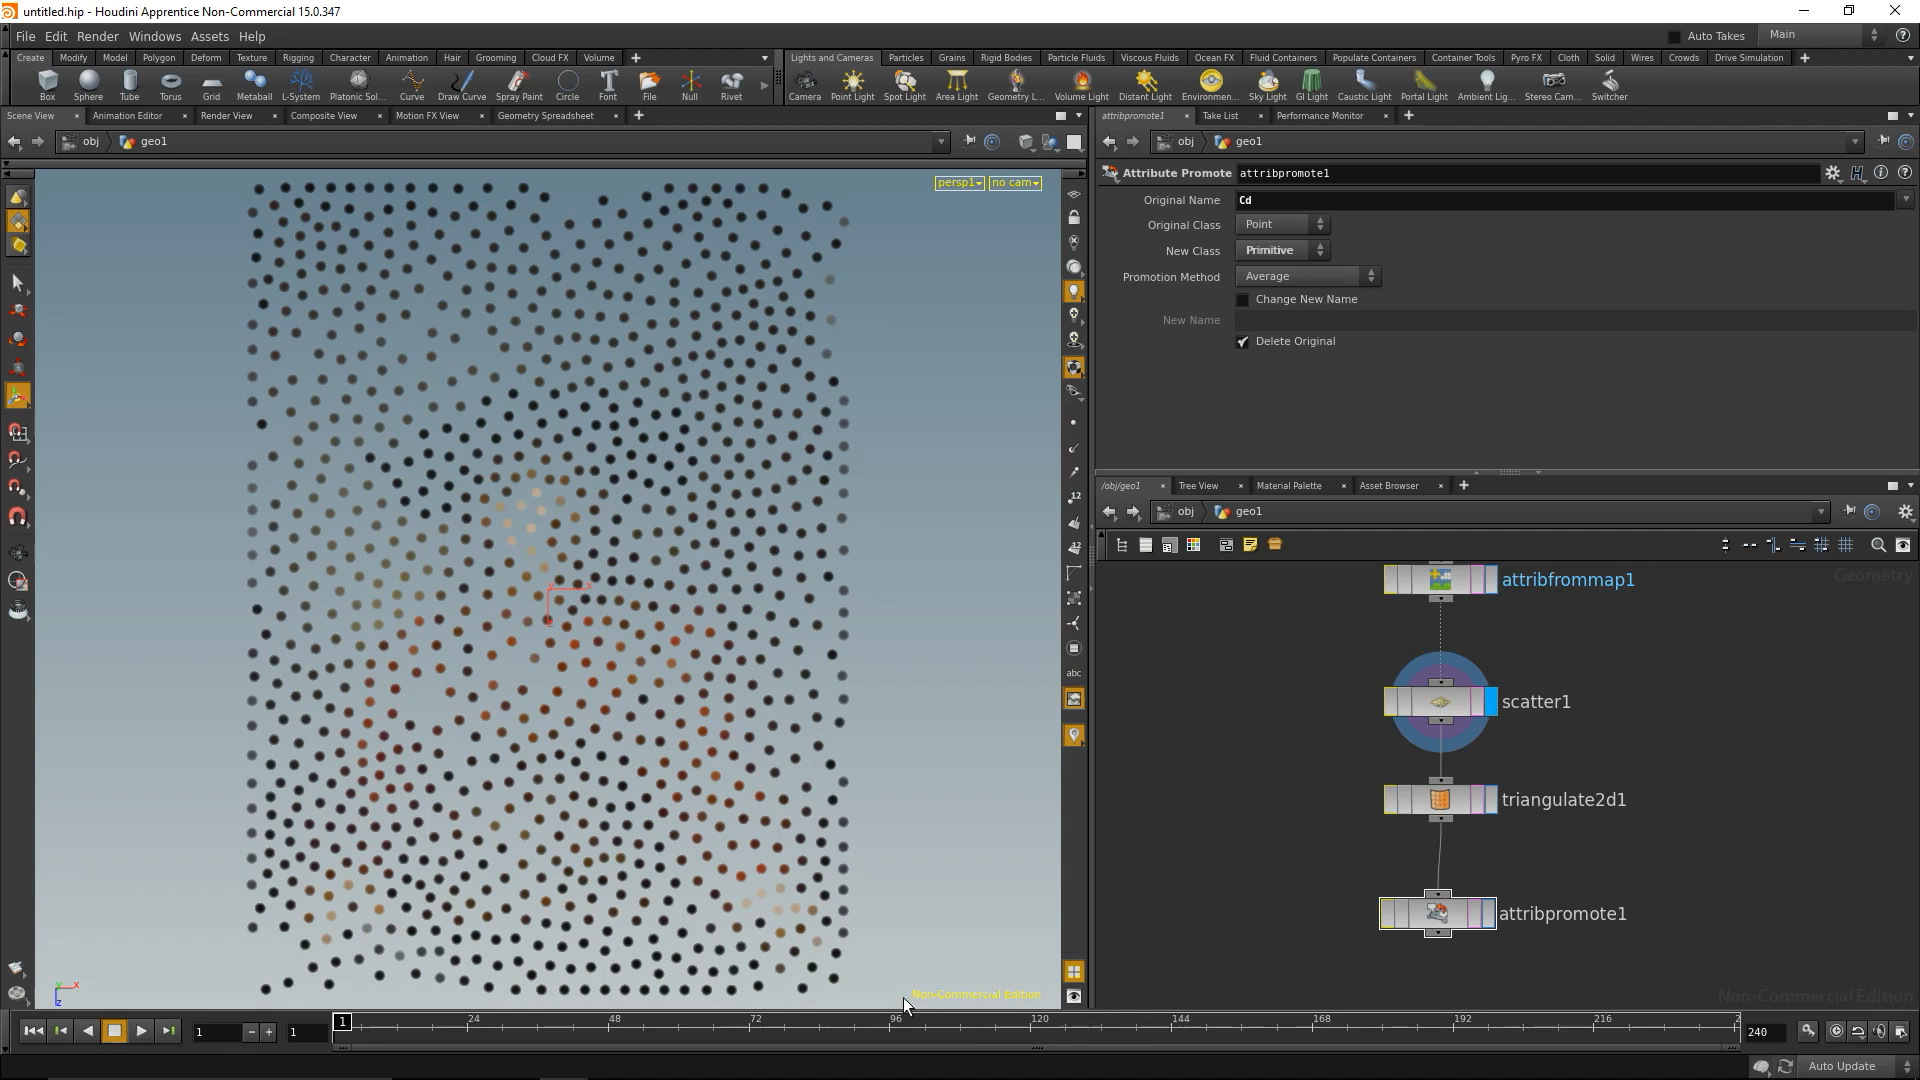 untitled.hip - Houdini Apprentice Non-Commercial 15.0.347
File Edit Render Windows Assets Help
Auto Takes Main
Create Modify Model Polygon Deform Texture Rigging Character Animation Hair Grooming Cloud FX Volume
Lights and Cameras Particles Grains Rigid Bodies Particle Fluids Viscous Fluids Ocean FX Fluid Containers Populate Containers Container Tools Pyro FX Cloth Solid Wires Crowds Drive Simulation
Box Sphere Tube Torus Grid Metaball L-System Platonic Sol... Curve Draw Curve Spray Paint Circle Font File Null Rivet
Camera Point Light Spot Light Area Light Geometry L... Volume Light Distant Light Environmen... Sky Light GI Light Caustic Light Portal Light Ambient Lig... Stereo Cam... Switcher
Scene View Animation Editor Render View Composite View Motion FX View Geometry Spreadsheet
attribpromote1 Take List Performance Monitor
obj geo1
obj geo1
persp1 no cam
Attribute Promote attribpromote1
Original Name Cd
Original Class Point
New Class Primitive
Promotion Method Average
Change New Name
New Name
Delete Original
/obj/geo1 Tree View Material Palette Asset Browser
obj geo1
12
12
abc
Geometry
attribfrommap1
scatter1
triangulate2d1
attribpromote1
Non-Commercial Edition
Non-Commercial Edition
y x
z
1 1 1 24 48 72 96 120 144 168 192 216 2 240
Auto Update